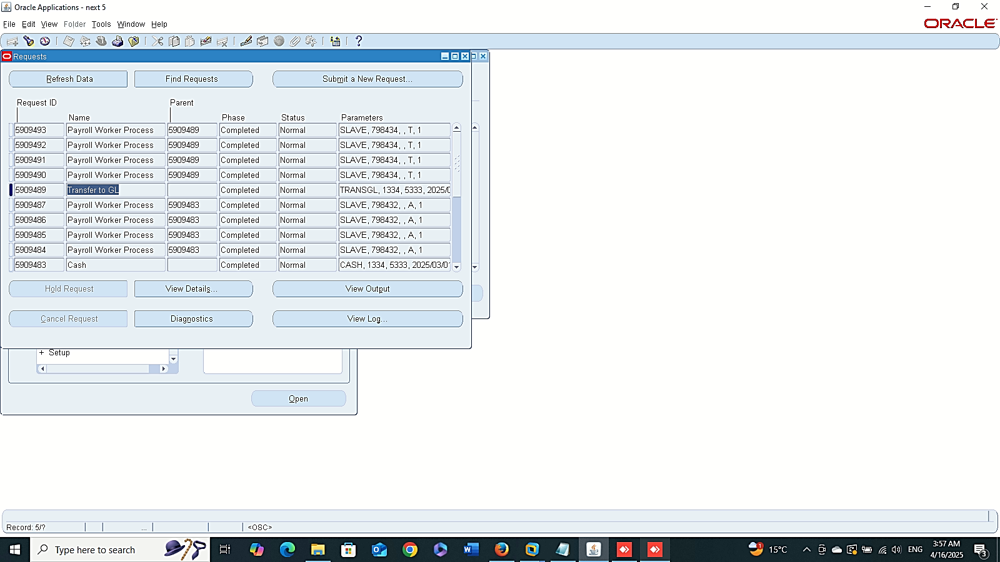 Oracle Applications - next 5
File Edit View Folder Tools Window Help
ORACLE
Requests
Refresh Data Find Requests Submit a New Request...
Request ID Parent
Name Phase Status Parameters
5909493 Payroll Worker Process 5909489 Completed Normal SLAVE, 798434, , T, 1
5909492 Payroll Worker Process 5909489 Completed Normal SLAVE, 798434, , T, 1
5909491 Payroll Worker Process 5909489 Completed Normal SLAVE, 798434, , T, 1
5909490 Payroll Worker Process 5909489 Completed Normal SLAVE, 798434, , T, 1
5909489 Transfer to GL Completed Normal TRANSGL, 1334, 5333, 2025/0
5909487 Payroll Worker Process 5909483 Completed Normal SLAVE, 798432, , A, 1
5909486 Payroll Worker Process 5909483 Completed Normal SLAVE, 798432, , A, 1
5909485 Payroll Worker Process 5909483 Completed Normal SLAVE, 798432, , A, 1
5909484 Payroll Worker Process 5909483 Completed Normal SLAVE, 798432, , A, 1
5909483 Cash Completed Normal CASH, 1334, 5333, 2025/03/01
Hold Request View Details... View Output
Cancel Request Diagnostics View Log...
+ Setup
Open
Record: 5/? ... <OSC>
Type here to search 1 15°C ENG 3:57 AM
4/16/2025 3